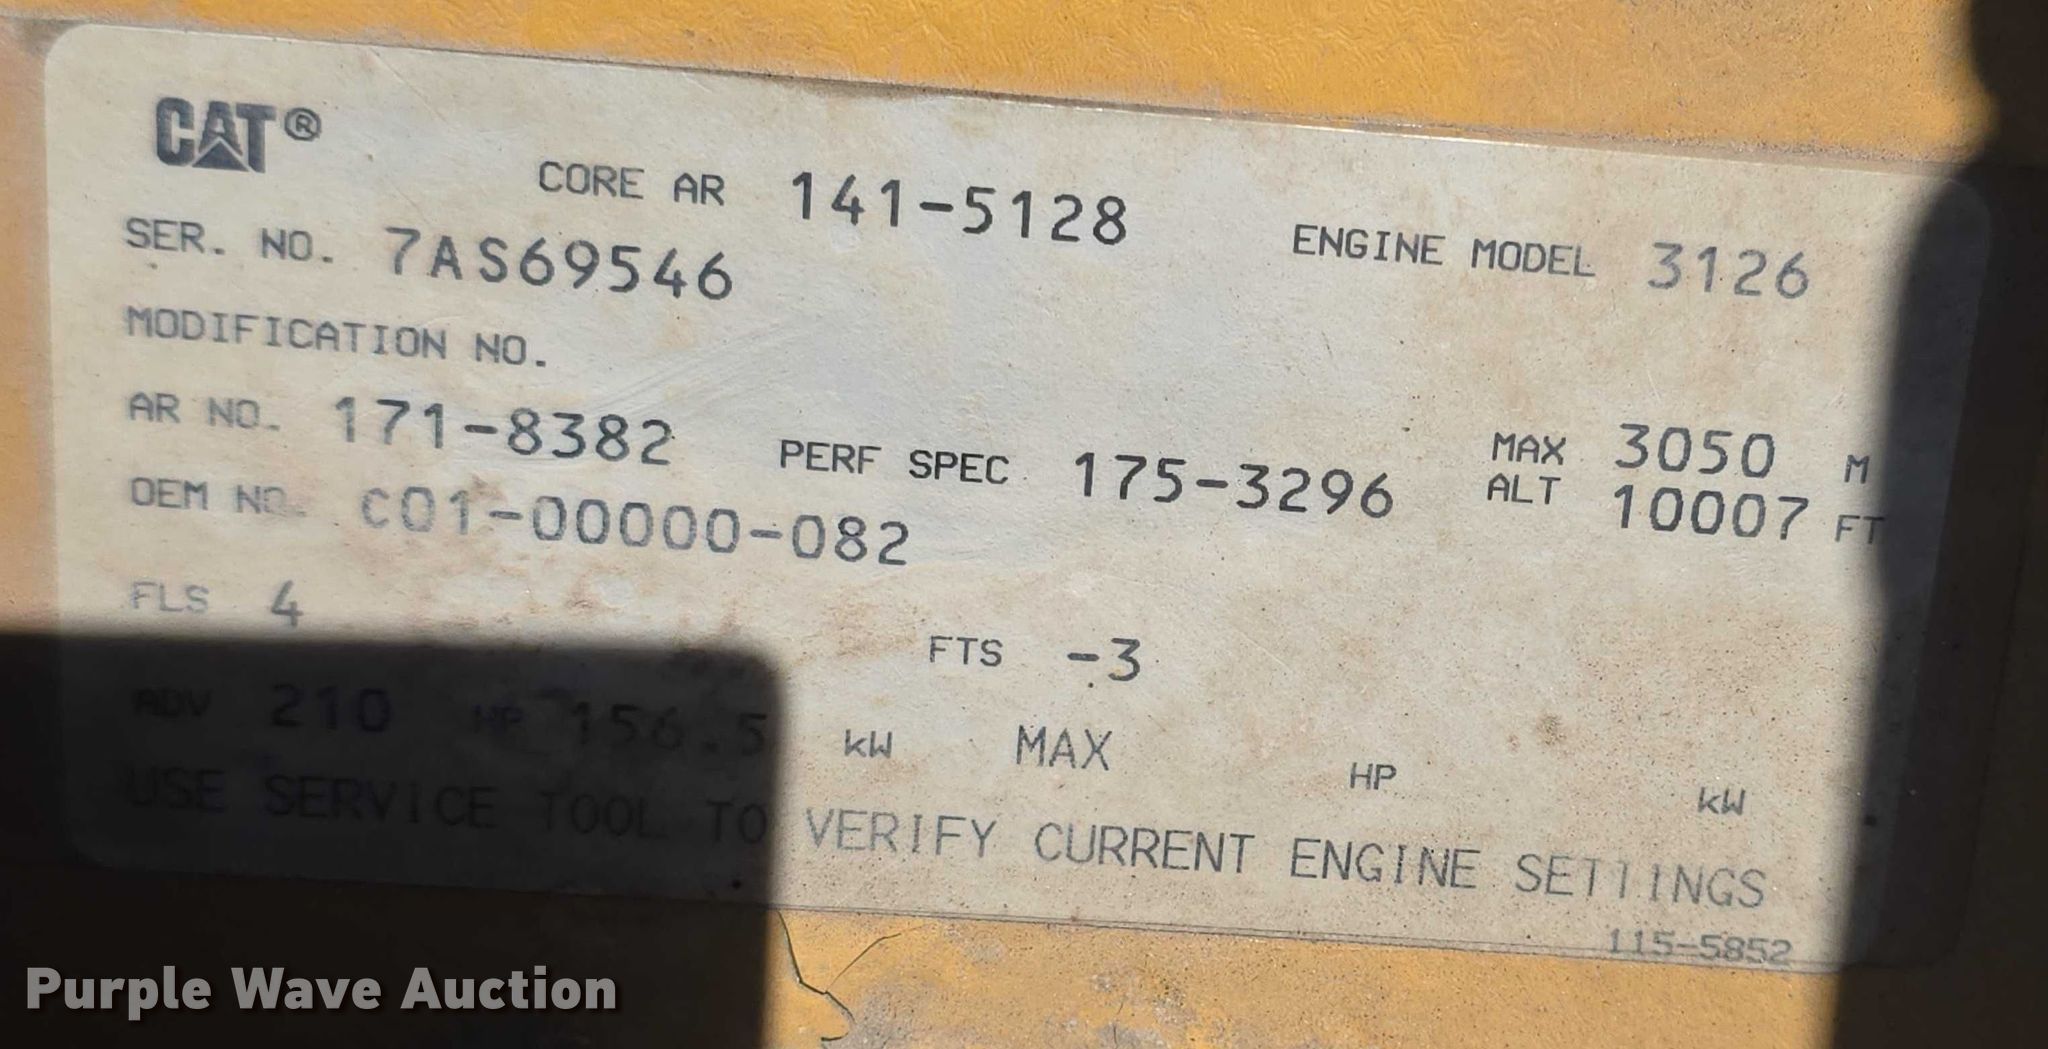 CAT®
CORE AR 141-5128 ENGINE MODEL 3126
SER. NO. 7AS69546
MODIFICATION NO.
AR NO. 171-8382 PERF SPEC 175-3296 MAX ALT 3050 M 10007 FT
OEM NO. C01-00000-082
FLS 4 FTS -3
ADV 210 HP 156.5 kW MAX HP kW
USE SERVICE TOOL TO VERIFY CURRENT ENGINE SETTINGS
115-5852
Purple Wave Auction